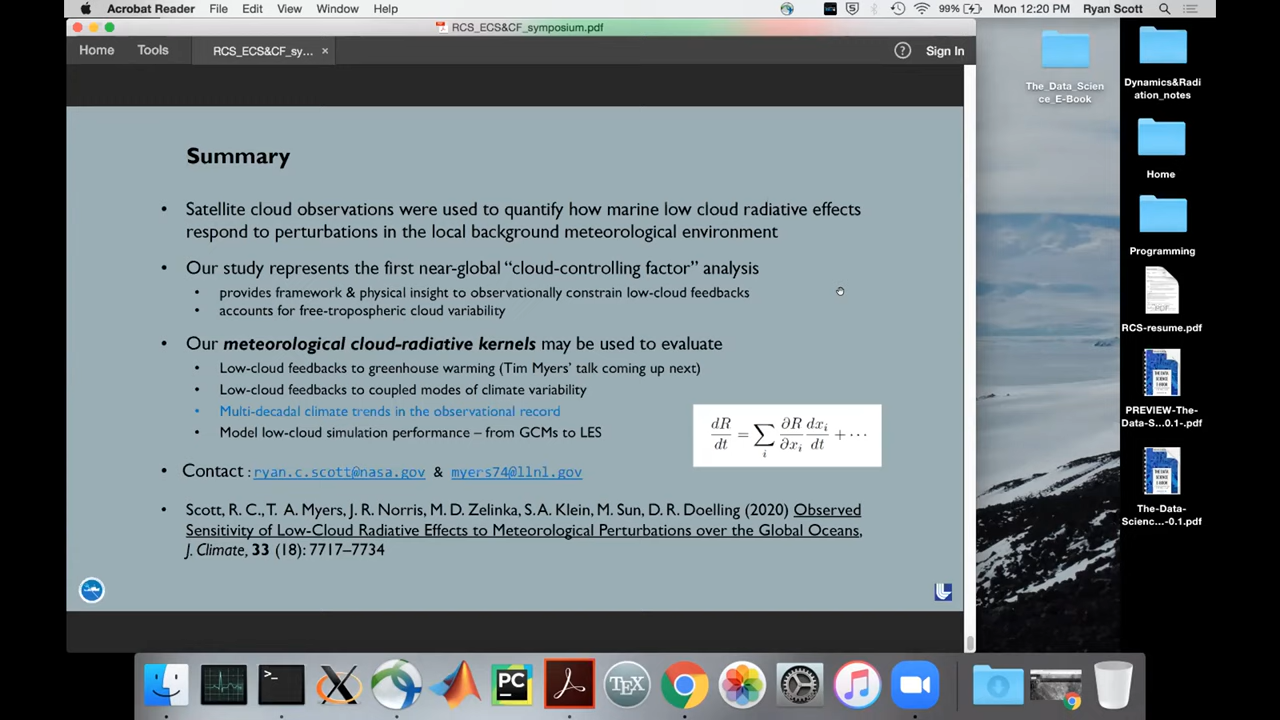 Acrobat Reader File Edit View Window Help 99% Mon 12:20 PM Ryan Scott
RCS_ECS&CF_symposium.pdf
Home Tools RCS_ECS&CF_sy... × ? Sign In
Summary
• Satellite cloud observations were used to quantify how marine low cloud radiative effects
respond to perturbations in the local background meteorological environment
• Our study represents the first near-global “cloud-controlling factor” analysis
• provides framework & physical insight to observationally constrain low-cloud feedbacks
• accounts for free-tropospheric cloud variability
• Our meteorological cloud-radiative kernels may be used to evaluate
• Low-cloud feedbacks to greenhouse warming (Tim Myers’ talk coming up next)
• Low-cloud feedbacks to coupled modes of climate variability
• Multi-decadal climate trends in the observational record
• Model low-cloud simulation performance – from GCMs to LES
dR/dt = ∑i ∂R/∂xi dxi/dt + ···
• Contact : ryan.c.scott@nasa.gov & myers74@llnl.gov
• Scott, R. C., T. A. Myers, J. R. Norris, M. D. Zelinka, S. A. Klein, M. Sun, D. R. Doelling (2020) Observed
Sensitivity of Low-Cloud Radiative Effects to Meteorological Perturbations over the Global Oceans,
J. Climate, 33 (18): 7717–7734
The_Data_Scien
ce_E-Book
Dynamics&Radi
ation_notes
Home
Programming
RCS-resume.pdf
PREVIEW-The-
Data-S...0.1-.pdf
The-Data-
Scienc...-0.1.pdf
>_
PC
TEX